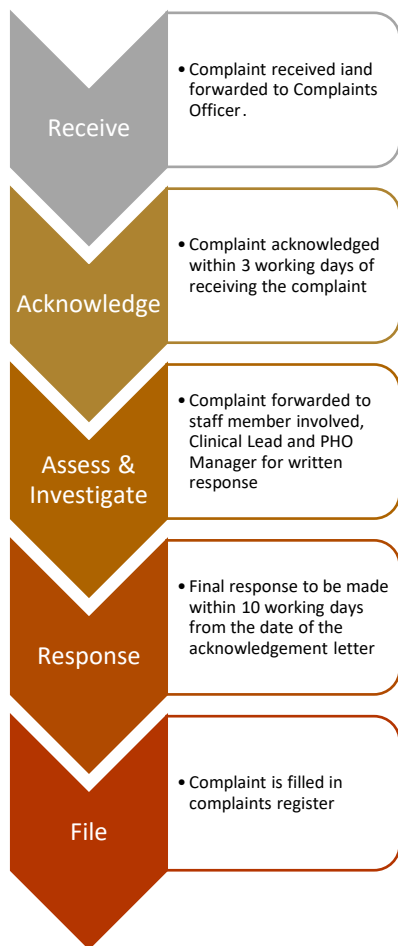 Receive
• Complaint received iand
forwarded to Complaints
Officer.
Acknowledge
• Complaint acknowledged
within 3 working days of
receiving the complaint
Assess &
Investigate
• Complaint forwarded to
staff member involved,
Clinical Lead and PHO
Manager for written
response
Response
• Final response to be made
within 10 working days
from the date of the
acknowledgement letter
File
• Complaint is filled in
complaints register